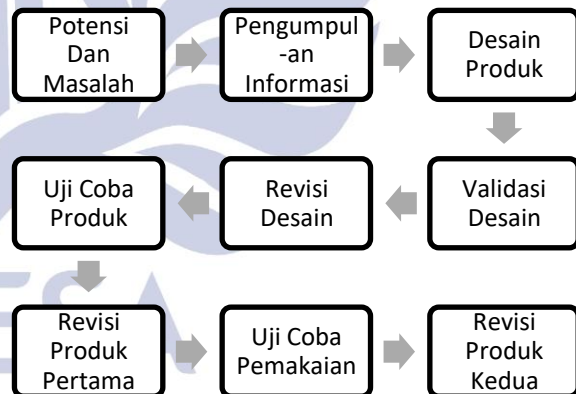 Potensi
Dan
Masalah
Pengumpul
-an
Informasi
Desain
Produk
Validasi
Desain
Revisi
Desain
Uji Coba
Produk
Revisi
Produk
Pertama
Uji Coba
Pemakaian
Revisi
Produk
Kedua
ESA